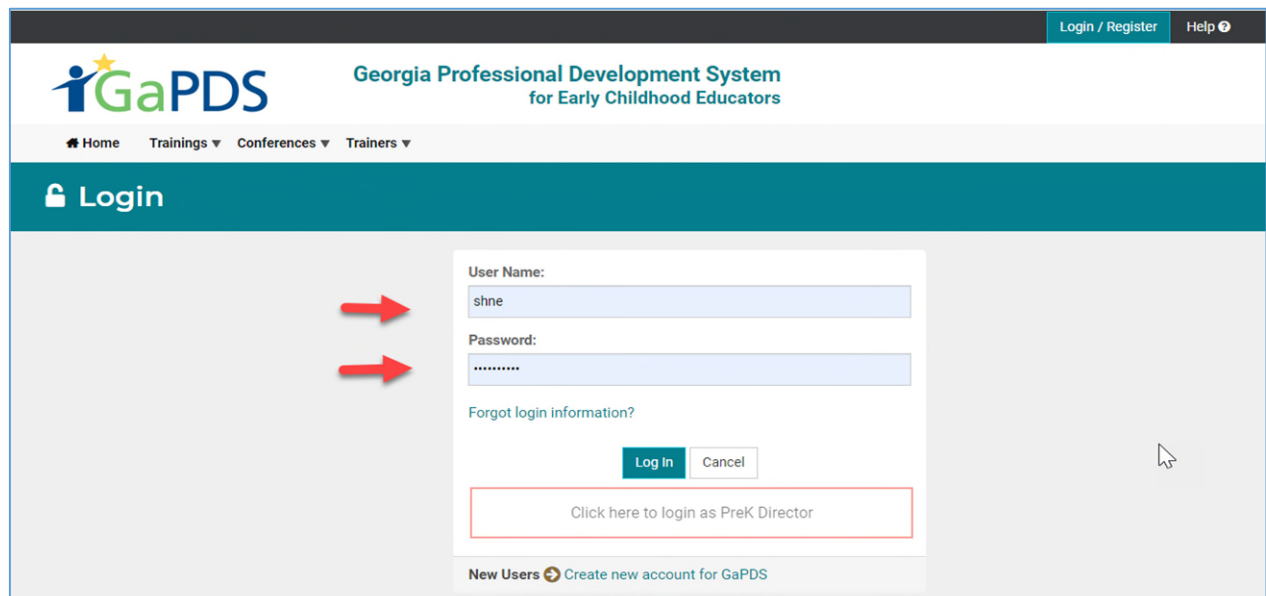 Login / Register Help
GaPDS
Georgia Professional Development System
for Early Childhood Educators
Home Trainings Conferences Trainers
Login
User Name:
shne
Password:
••••••••••
Forgot login information?
Log In Cancel
Click here to login as PreK Director
New Users Create new account for GaPDS